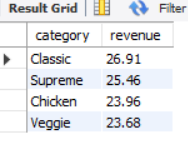 Result Grid Filter
category revenue
Classic 26.91
Supreme 25.46
Chicken 23.96
Veggie 23.68